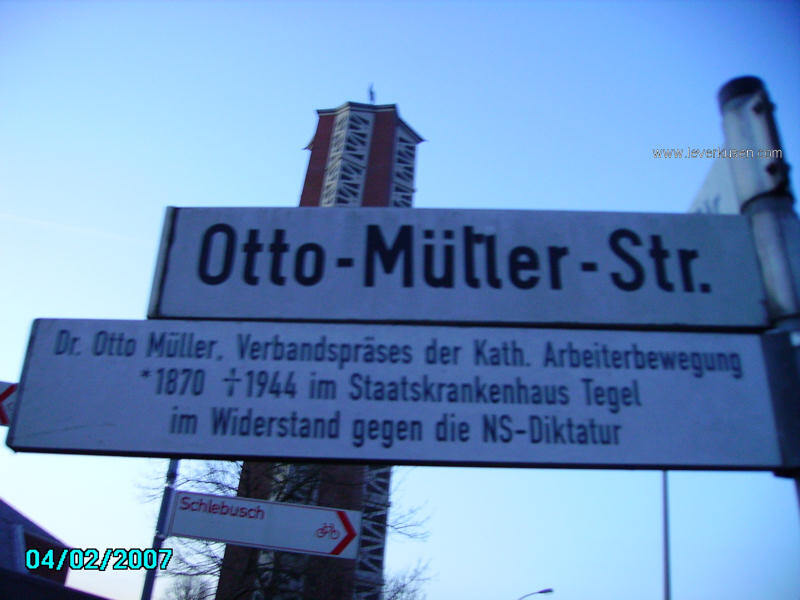 www.leverkusen.com
Otto-Müller-Str.
Dr. Otto Müller, Verbandspräses der Kath. Arbeiterbewegung
*1870 †1944 im Staatskrankenhaus Tegel
im Widerstand gegen die NS-Diktatur
Schlebusch
04/02/2007